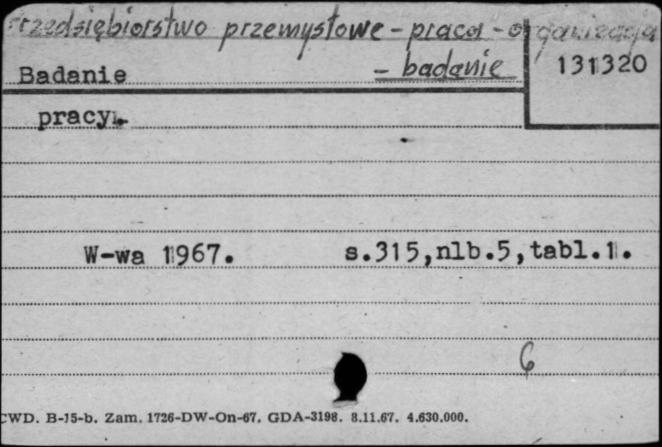 Przedsiębiorstwo przemysłowe - praca - organizacja
- badanie
131320
Badanie
pracy.
W-wa 1967. s.315,nlb.5,tabl.1.
6
CWD. B-15-b. Zam. 1726-DW-On-67. GDA-3198. 8.11.67. 4.630.000.